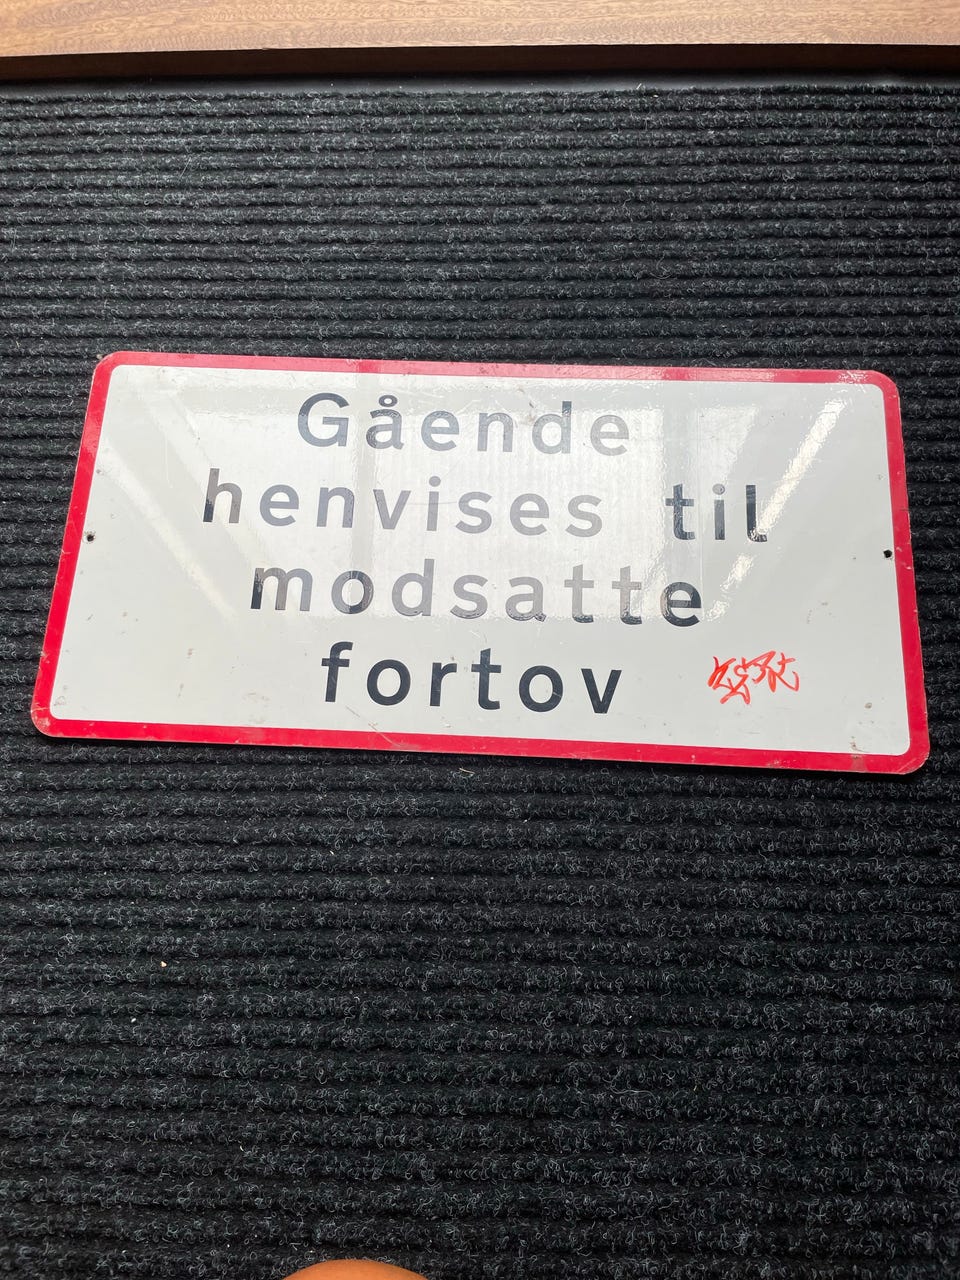 Gående
henvises til
modsatte
fortov